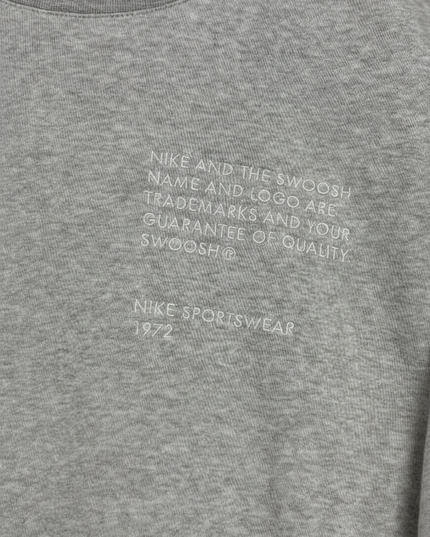 NIKE AND THE SWOOSH
NAME AND LOGO ARE
TRADEMARKS AND YOUR
GUARANTEE OF QUALITY.
SWOOSH®
NIKE SPORTSWEAR
1972